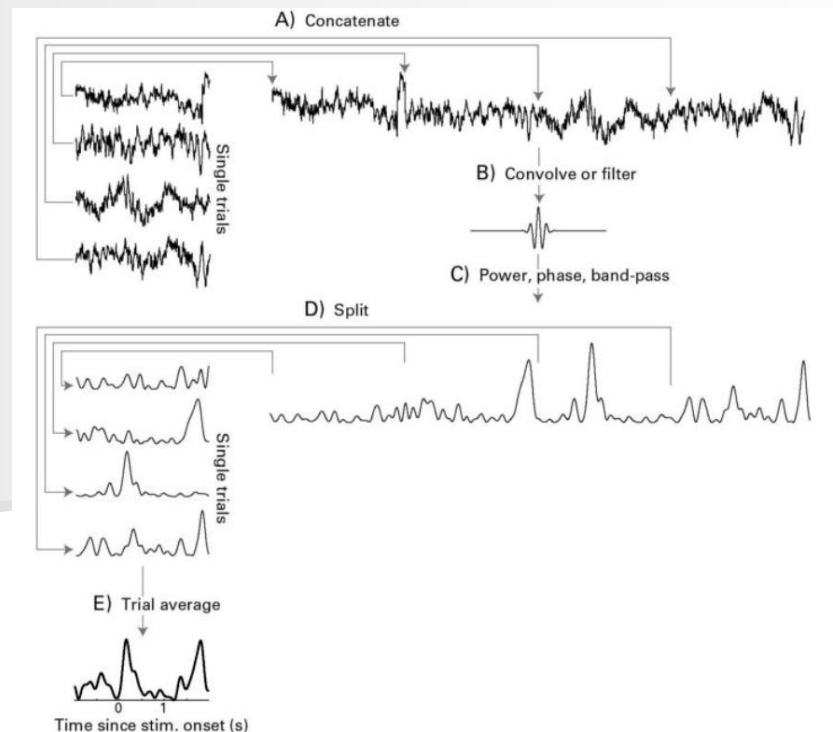 A) Concatenate
Single trials
B) Convolve or filter
C) Power, phase, band-pass
D) Split
Single trials
E) Trial average
0 1
Time since stim. onset (s)